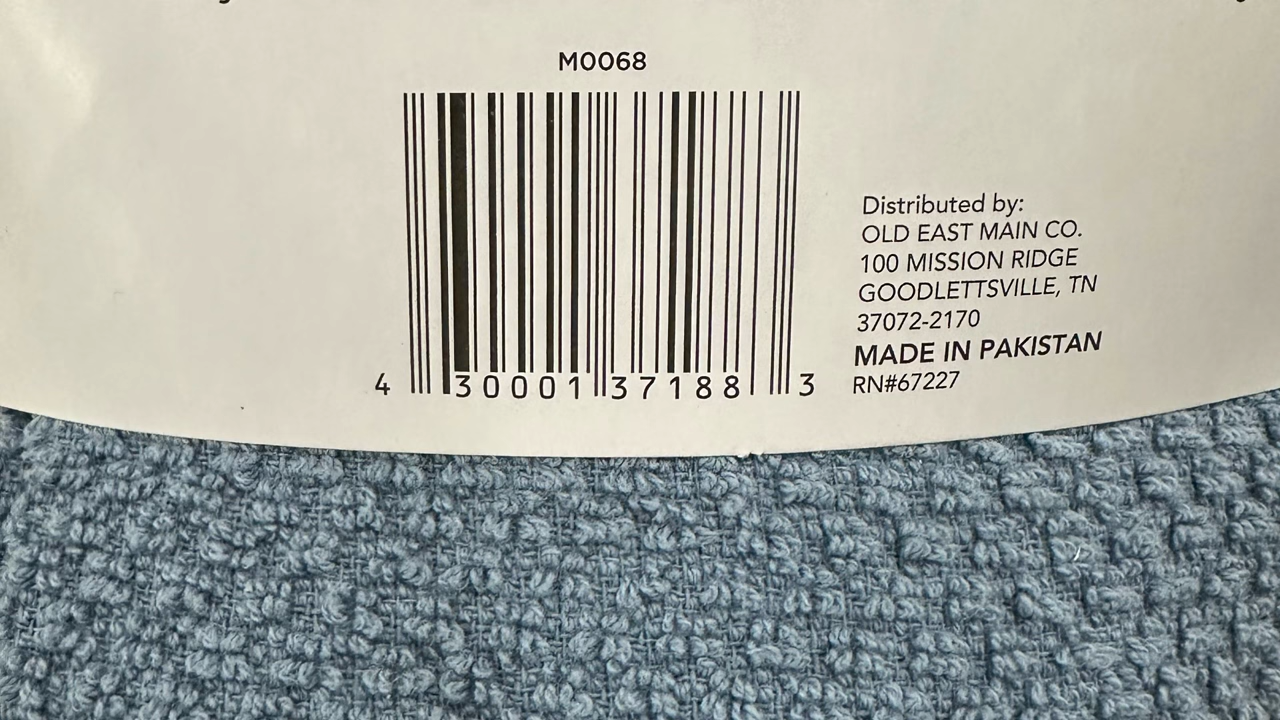 M0068
4 30001 37188 3
Distributed by:
OLD EAST MAIN CO.
100 MISSION RIDGE
GOODLETTSVILLE, TN
37072-2170
MADE IN PAKISTAN
RN#67227